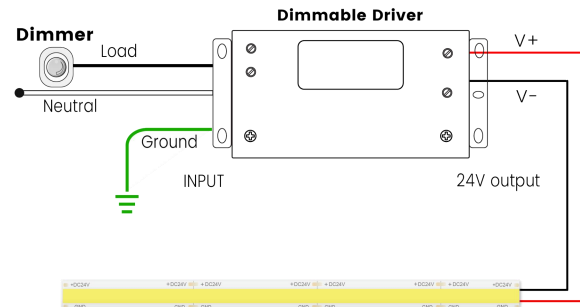 Dimmable Driver
Dimmer
Load
V+
Neutral
V-
Ground
INPUT
24V output
+DC24V +DC24V +DC24V +DC24V +DC24V +DC24V +DC24V +DC24V